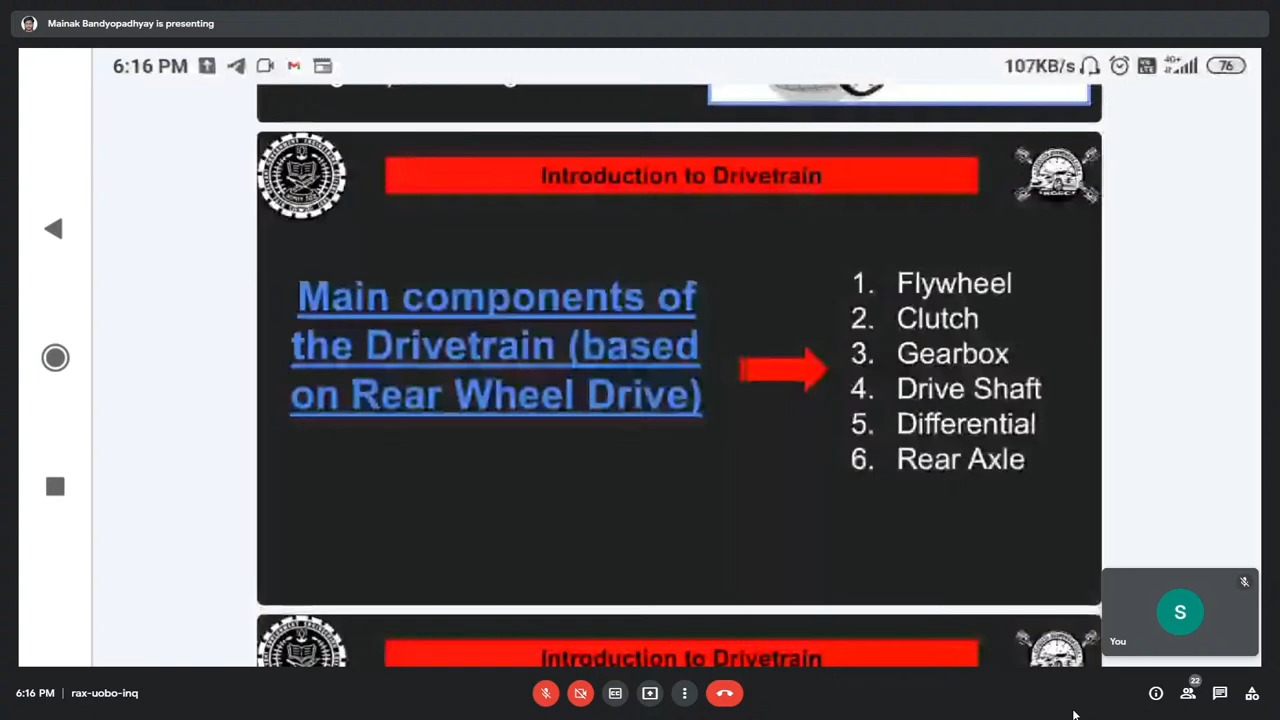 Mainak Bandyopadhyay is presenting
6:16 PM
107KB/s
4G+
76
Introduction to Drivetrain
Main components of
the Drivetrain (based
on Rear Wheel Drive)
1. Flywheel
2. Clutch
3. Gearbox
4. Drive Shaft
5. Differential
6. Rear Axle
S
You
Introduction to Drivetrain
6:16 PM | rax-uobo-inq
22